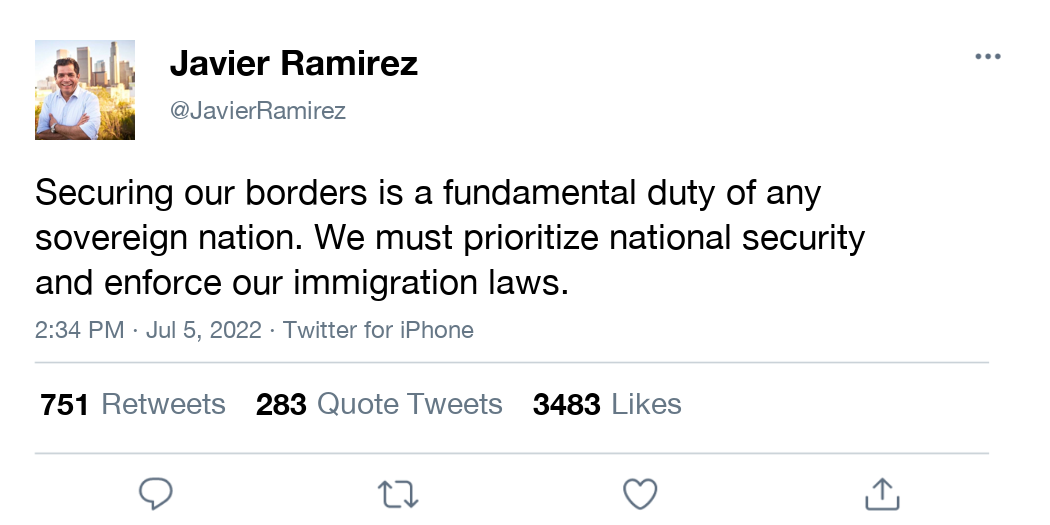 Javier Ramirez
@JavierRamirez
Securing our borders is a fundamental duty of any
sovereign nation. We must prioritize national security
and enforce our immigration laws.
2:34 PM · Jul 5, 2022 · Twitter for iPhone
751 Retweets 283 Quote Tweets 3483 Likes